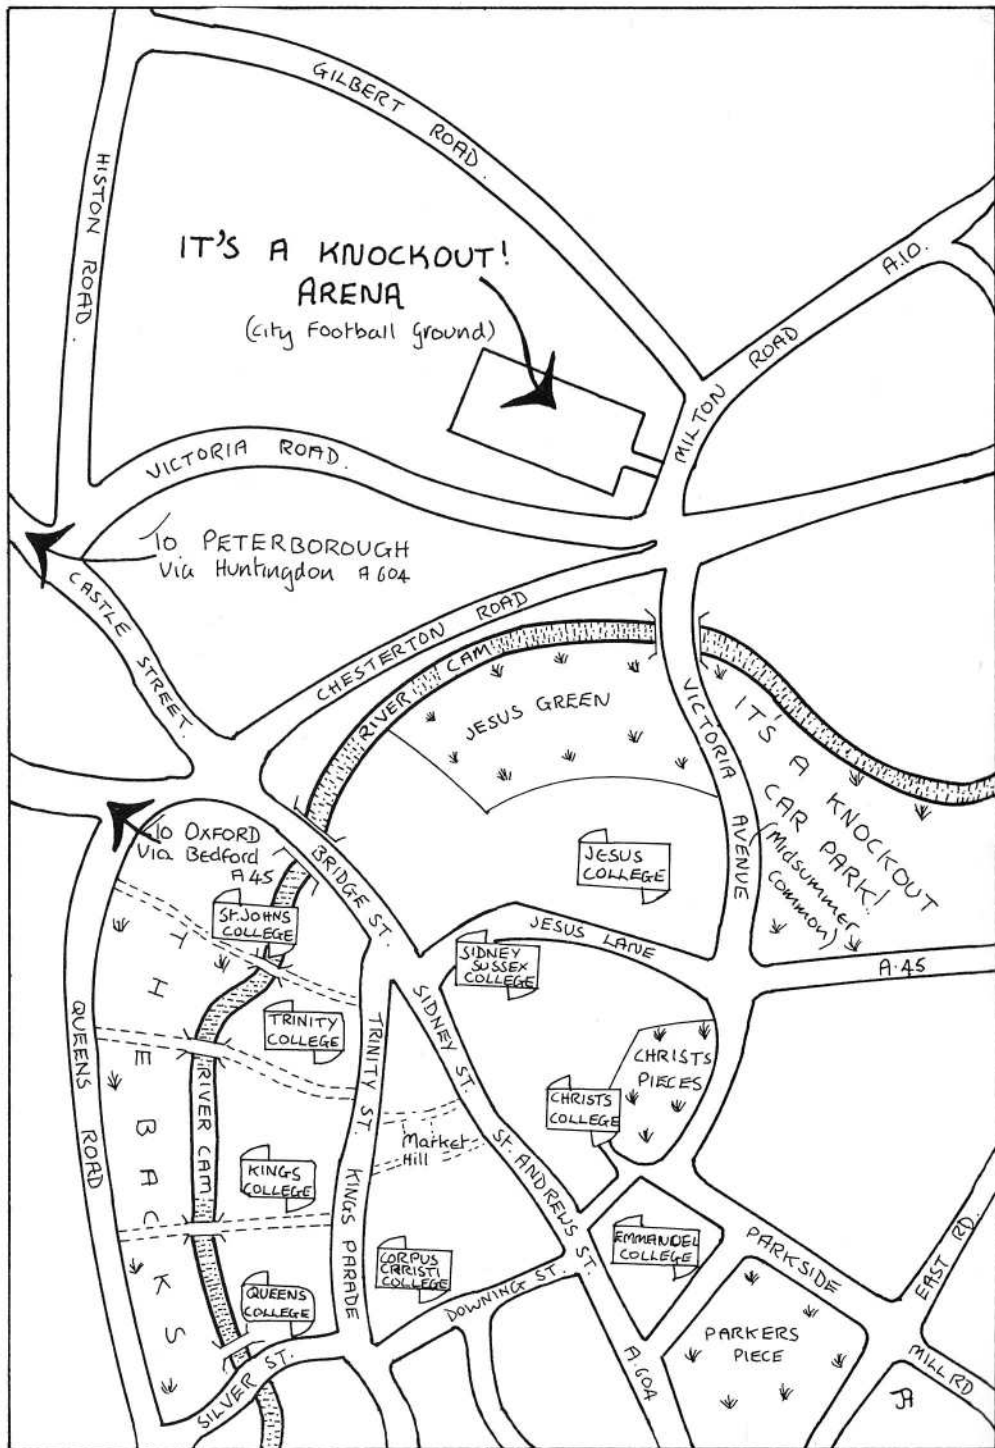 GILBERT ROAD.
HISTON ROAD.
IT'S A KNOCKOUT!
ARENA
(City Football Ground)
A.10.
MILTON ROAD
VICTORIA ROAD.
To PETERBOROUGH
Via Huntingdon A604
CASTLE STREET.
CHESTERTON ROAD
RIVER CAM
JESUS GREEN
VICTORIA AVENUE
IT'S A KNOCKOUT
CAR PARK!
(Midsummer
Common)
To OXFORD
Via Bedford
A45
BRIDGE ST.
JESUS
COLLEGE
St.JOHNS
COLLEGE
JESUS LANE
SIDNEY
SUSSEX
COLLEGE
A.45
THE BACKS
QUEENS ROAD
TRINITY
COLLEGE
TRINITY ST.
SIDNEY ST.
CHRISTS
PIECES
CHRISTS
COLLEGE
RIVER CAM
Market
Hill
St. ANDREWS ST.
KINGS
COLLEGE
KINGS PARADE
CORPUS
CHRISTI
COLLEGE
EMMANUEL
COLLEGE
PARKSIDE
EAST RD.
QUEENS
COLLEGE
DOWNING ST.
SILVER ST.
A.604
PARKERS
PIECE
MILL RD
JA